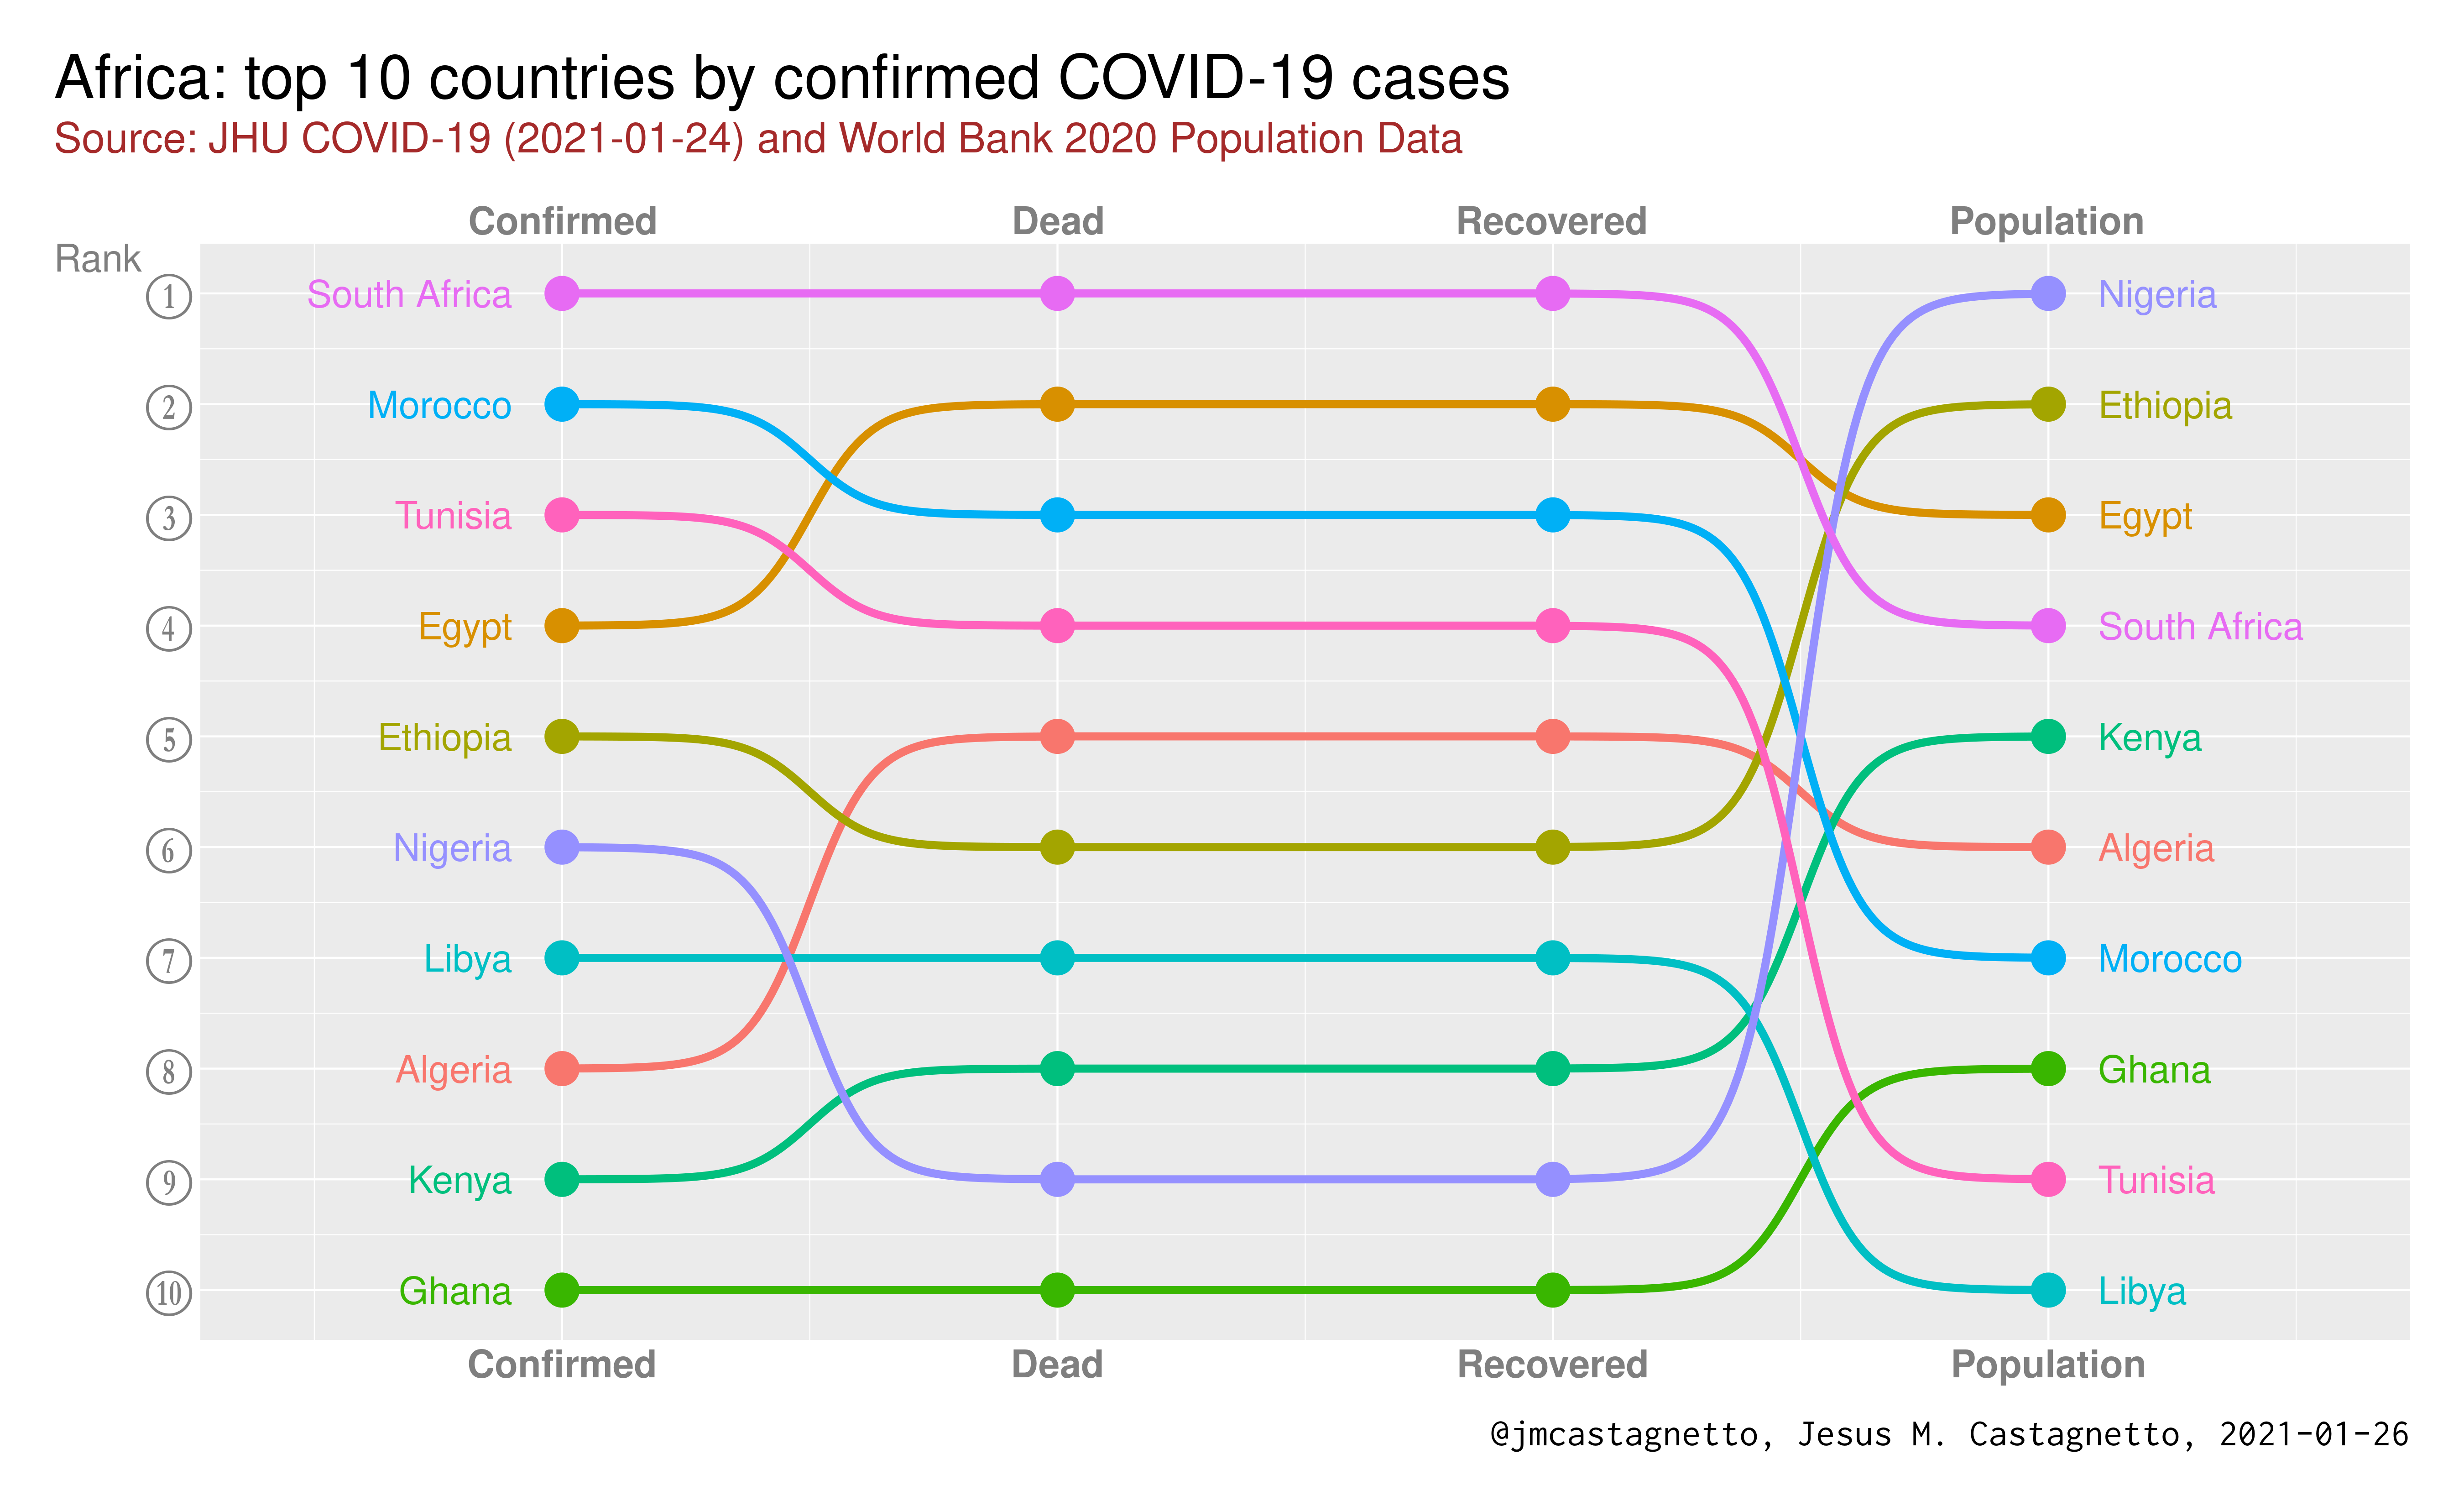 Africa: top 10 countries by confirmed COVID-19 cases
Source: JHU COVID-19 (2021-01-24) and World Bank 2020 Population Data
Confirmed Dead Recovered Population
Rank
1 South Africa Nigeria
2 Morocco Ethiopia
3 Tunisia Egypt
4 Egypt South Africa
5 Ethiopia Kenya
6 Nigeria Algeria
7 Libya Morocco
8 Algeria Ghana
9 Kenya Tunisia
10 Ghana Libya
Confirmed Dead Recovered Population
@jmcastagnetto, Jesus M. Castagnetto, 2021-01-26